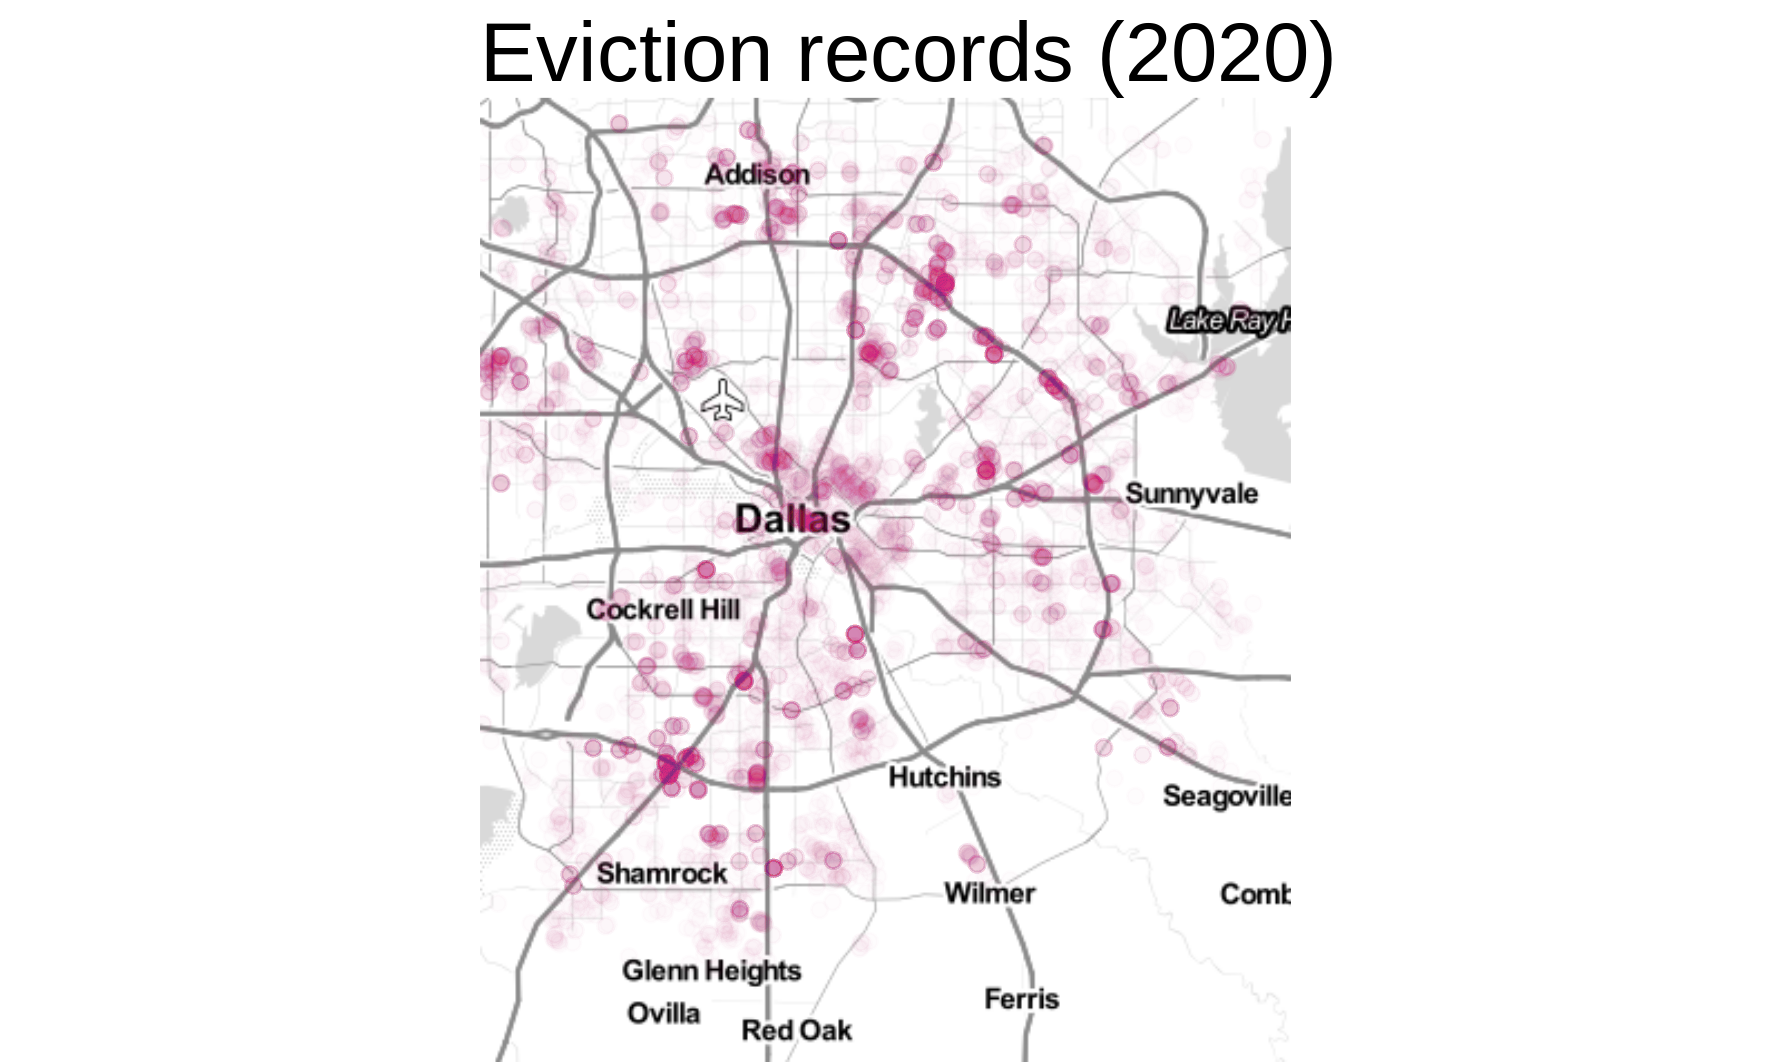 Eviction records (2020)
Addison
Lake Ray H
Dallas
Sunnyvale
Cockrell Hill
Hutchins
Seagoville
Shamrock
Wilmer
Comb
Glenn Heights
Ferris
Ovilla
Red Oak